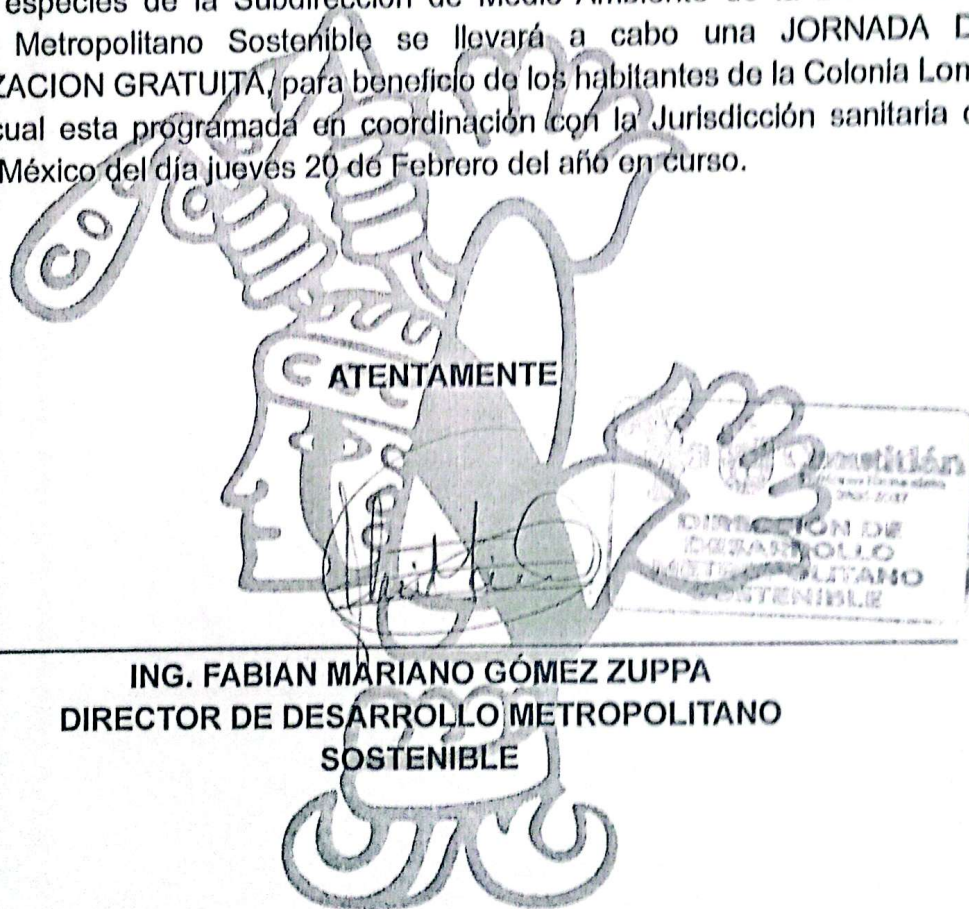 especies de la Subdirección de Medio Ambiente de la
Metropolitano Sostenible se llevará a cabo una JORNADA D
ZACION GRATUITA, para beneficio de los habitantes de la Colonia Lom
cual esta programada en coordinación con la Jurisdicción sanitaria
México del día jueves 20 de Febrero del año en curso.
CO
ATENTAMENTE
DIRECCIÓN DE
DESARROLLO
METROPOLITANO
SOSTENIBLE
ING. FABIAN MARIANO GÓMEZ ZUPPA
DIRECTOR DE DESARROLLO METROPOLITANO
SOSTENIBLE